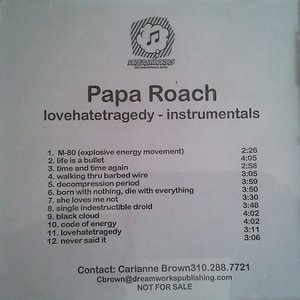 DREAMWORKS
Papa Roach
lovehatetragedy - instrumentals
1. M-80 (explosive energy movement) 2:26
2. life is a bullet 4:05
3. time and time again 2:58
4. walking thru barbed wire 3:05
5. decompression period 3:59
6. born with nothing, die with everything 3:50
7. she loves me not 3:30
8. single indestructible droid 3:48
9. black cloud 4:02
10. code of energy 4:02
11. lovehatetragedy 3:11
12. never said it 3:06
Contact: Carianne Brown310.288.7721
Cbrown@dreamworkspublishing.com
NOT FOR SALE